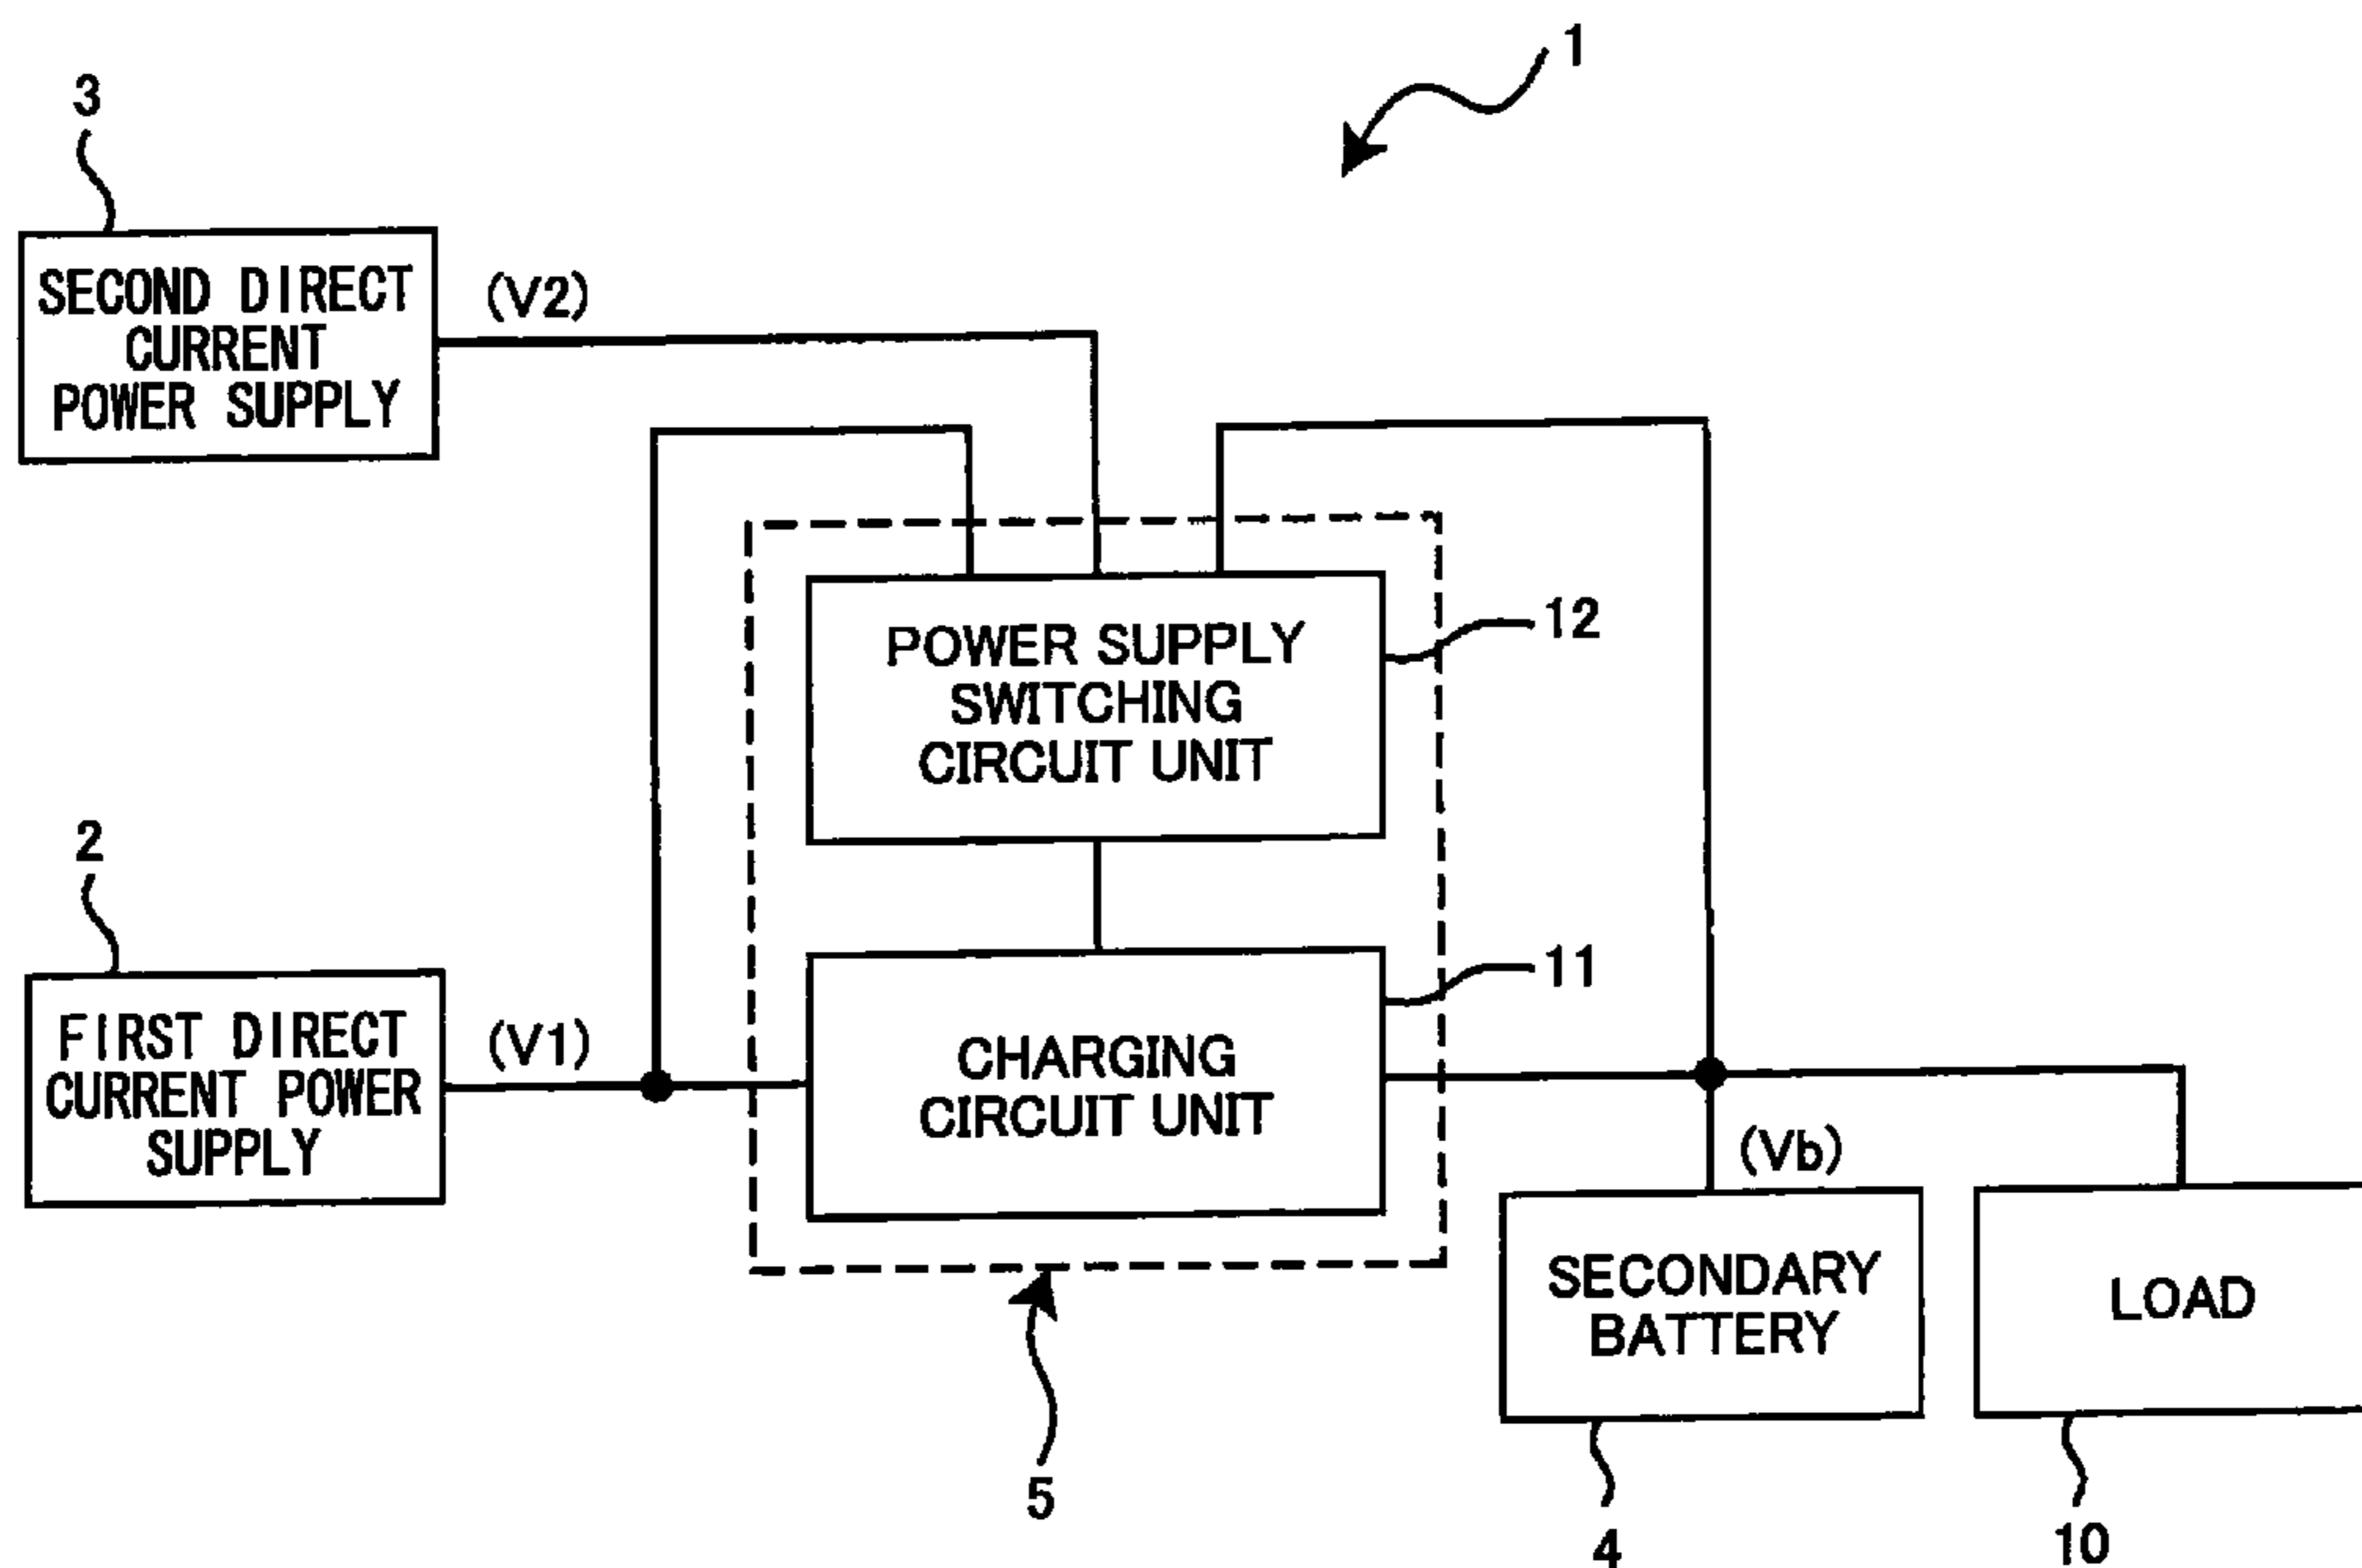 1
3
SECOND DIRECT
CURRENT
POWER SUPPLY
(V2)
POWER SUPPLY
SWITCHING
CIRCUIT UNIT
12
2
FIRST DIRECT
CURRENT POWER
SUPPLY
(V1)
CHARGING
CIRCUIT UNIT
11
(Vb)
SECONDARY
BATTERY
LOAD
5
4
10